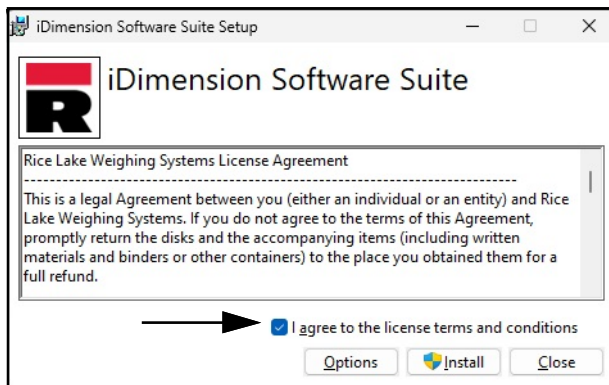 iDimension Software Suite Setup
iDimension Software Suite
R
Rice Lake Weighing Systems License Agreement
--------------------------------------------------------------------------------
This is a legal Agreement between you (either an individual or an entity) and Rice
Lake Weighing Systems. If you do not agree to the terms of this Agreement,
promptly return the disks and the accompanying items (including written
materials and binders or other containers) to the place you obtained them for a
full refund.
I agree to the license terms and conditions
Options Install Close